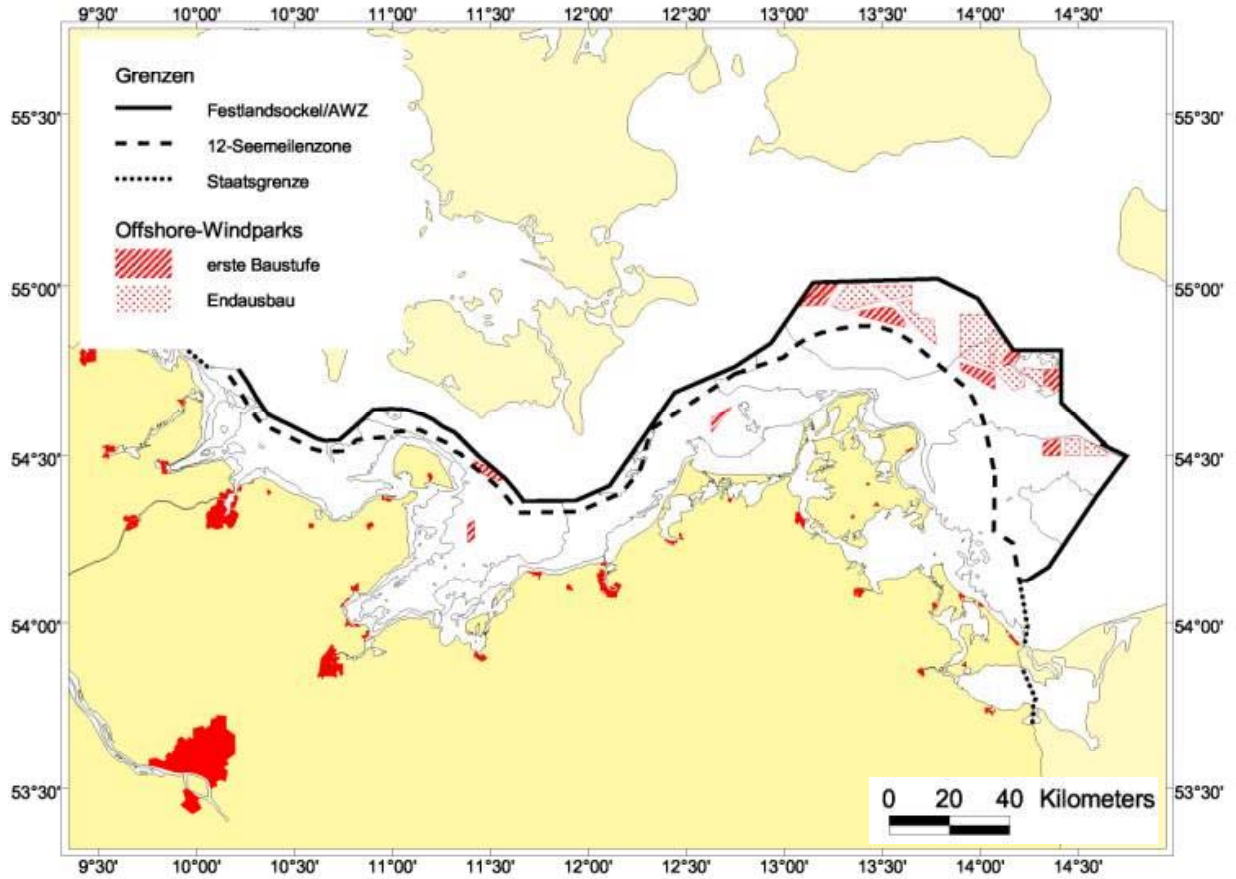 9°30' 10°00' 10°30' 11°00' 11°30' 12°00' 12°30' 13°00' 13°30' 14°00' 14°30'
Grenzen
Festlandsockel/AWZ
12-Seemeilenzone
Staatsgrenze
Offshore-Windparks
erste Baustufe
Endausbau
55°30' 55°30'
55°00' 55°00'
54°30' 54°30'
54°00' 54°00'
53°30' 53°30'
0 20 40 Kilometers
9°30' 10°00' 10°30' 11°00' 11°30' 12°00' 12°30' 13°00' 13°30' 14°00' 14°30'